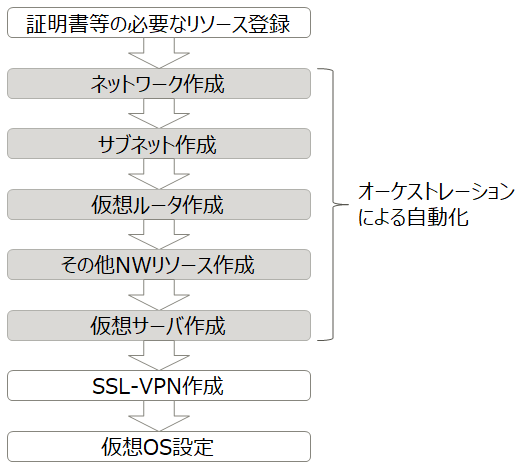 証明書等の必要なリソース登録
ネットワーク作成
サブネット作成
仮想ルータ作成
その他NWリソース作成
仮想サーバ作成
SSL-VPN作成
仮想OS設定
オーケストレーション
による自動化